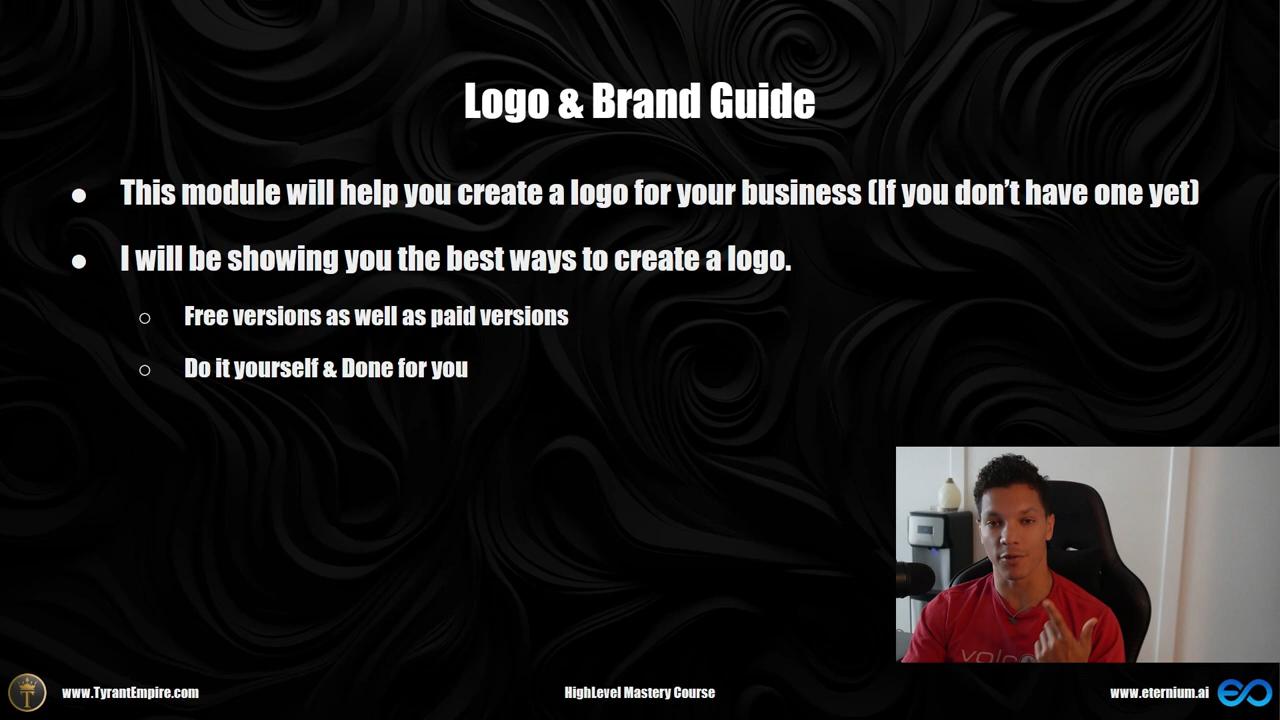 Logo & Brand Guide
● This module will help you create a logo for your business (If you don’t have one yet)
● I will be showing you the best ways to create a logo.
○ Free versions as well as paid versions
○ Do it yourself & Done for you
volc
T
www.TyrantEmpire.com
HighLevel Mastery Course
www.eternium.ai